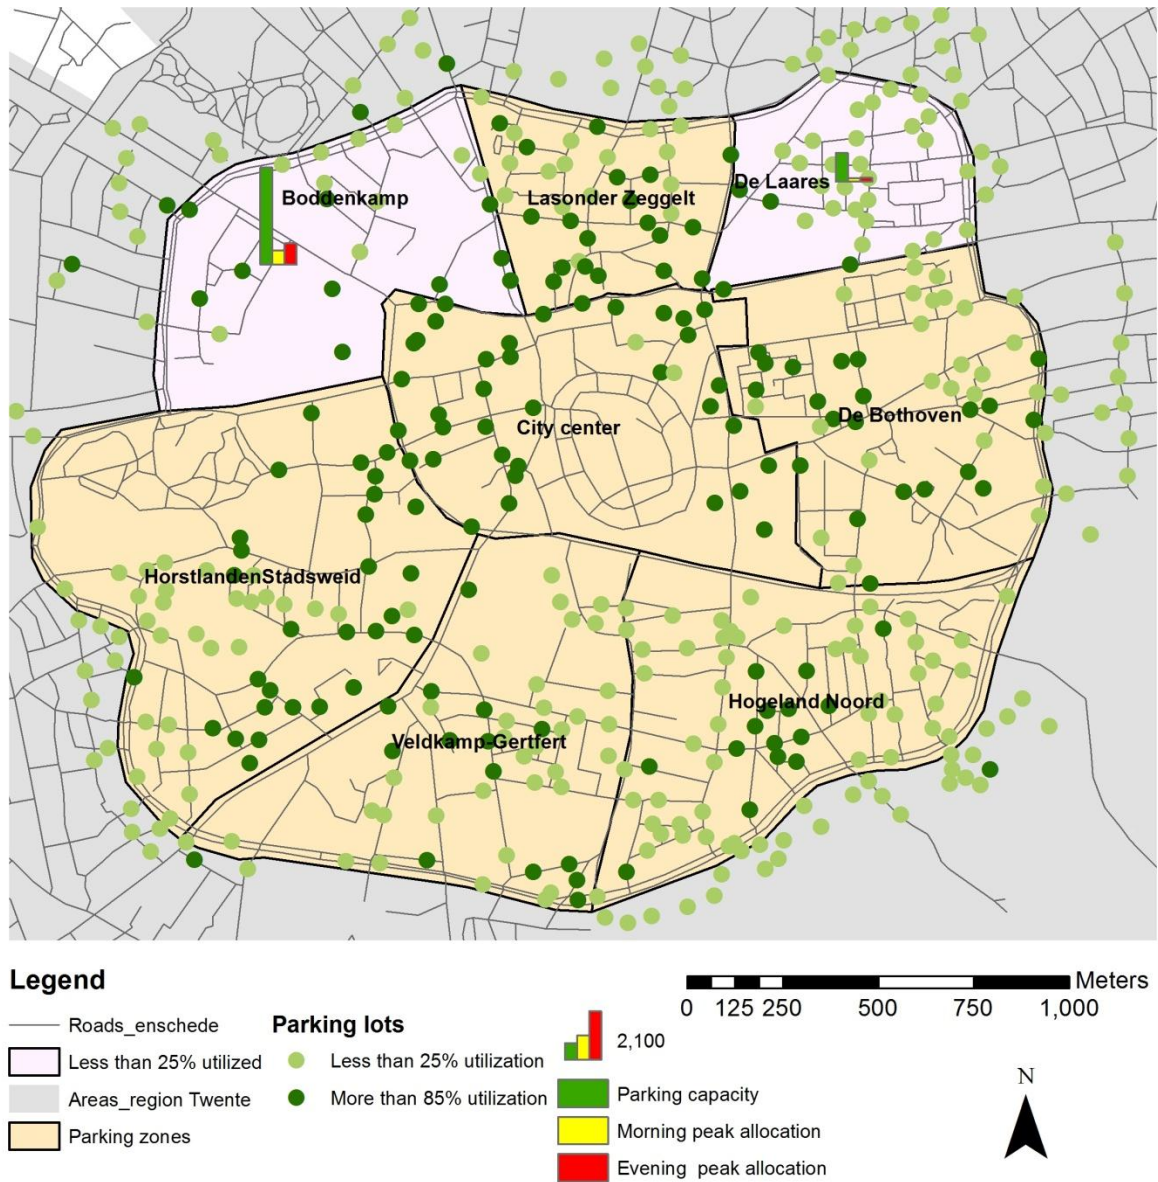 Boddenkamp
Lasonder Zeggelt
De Laares
City center
De Bothoven
HorstlandenStadsweid
Hogeland Noord
Veldkamp-Gertfert
Legend
Roads_enschede
Less than 25% utilized
Areas_region Twente
Parking zones
Parking lots
Less than 25% utilization
More than 85% utilization
2,100
Parking capacity
Morning peak allocation
Evening peak allocation
Meters
0 125 250 500 750 1,000
N